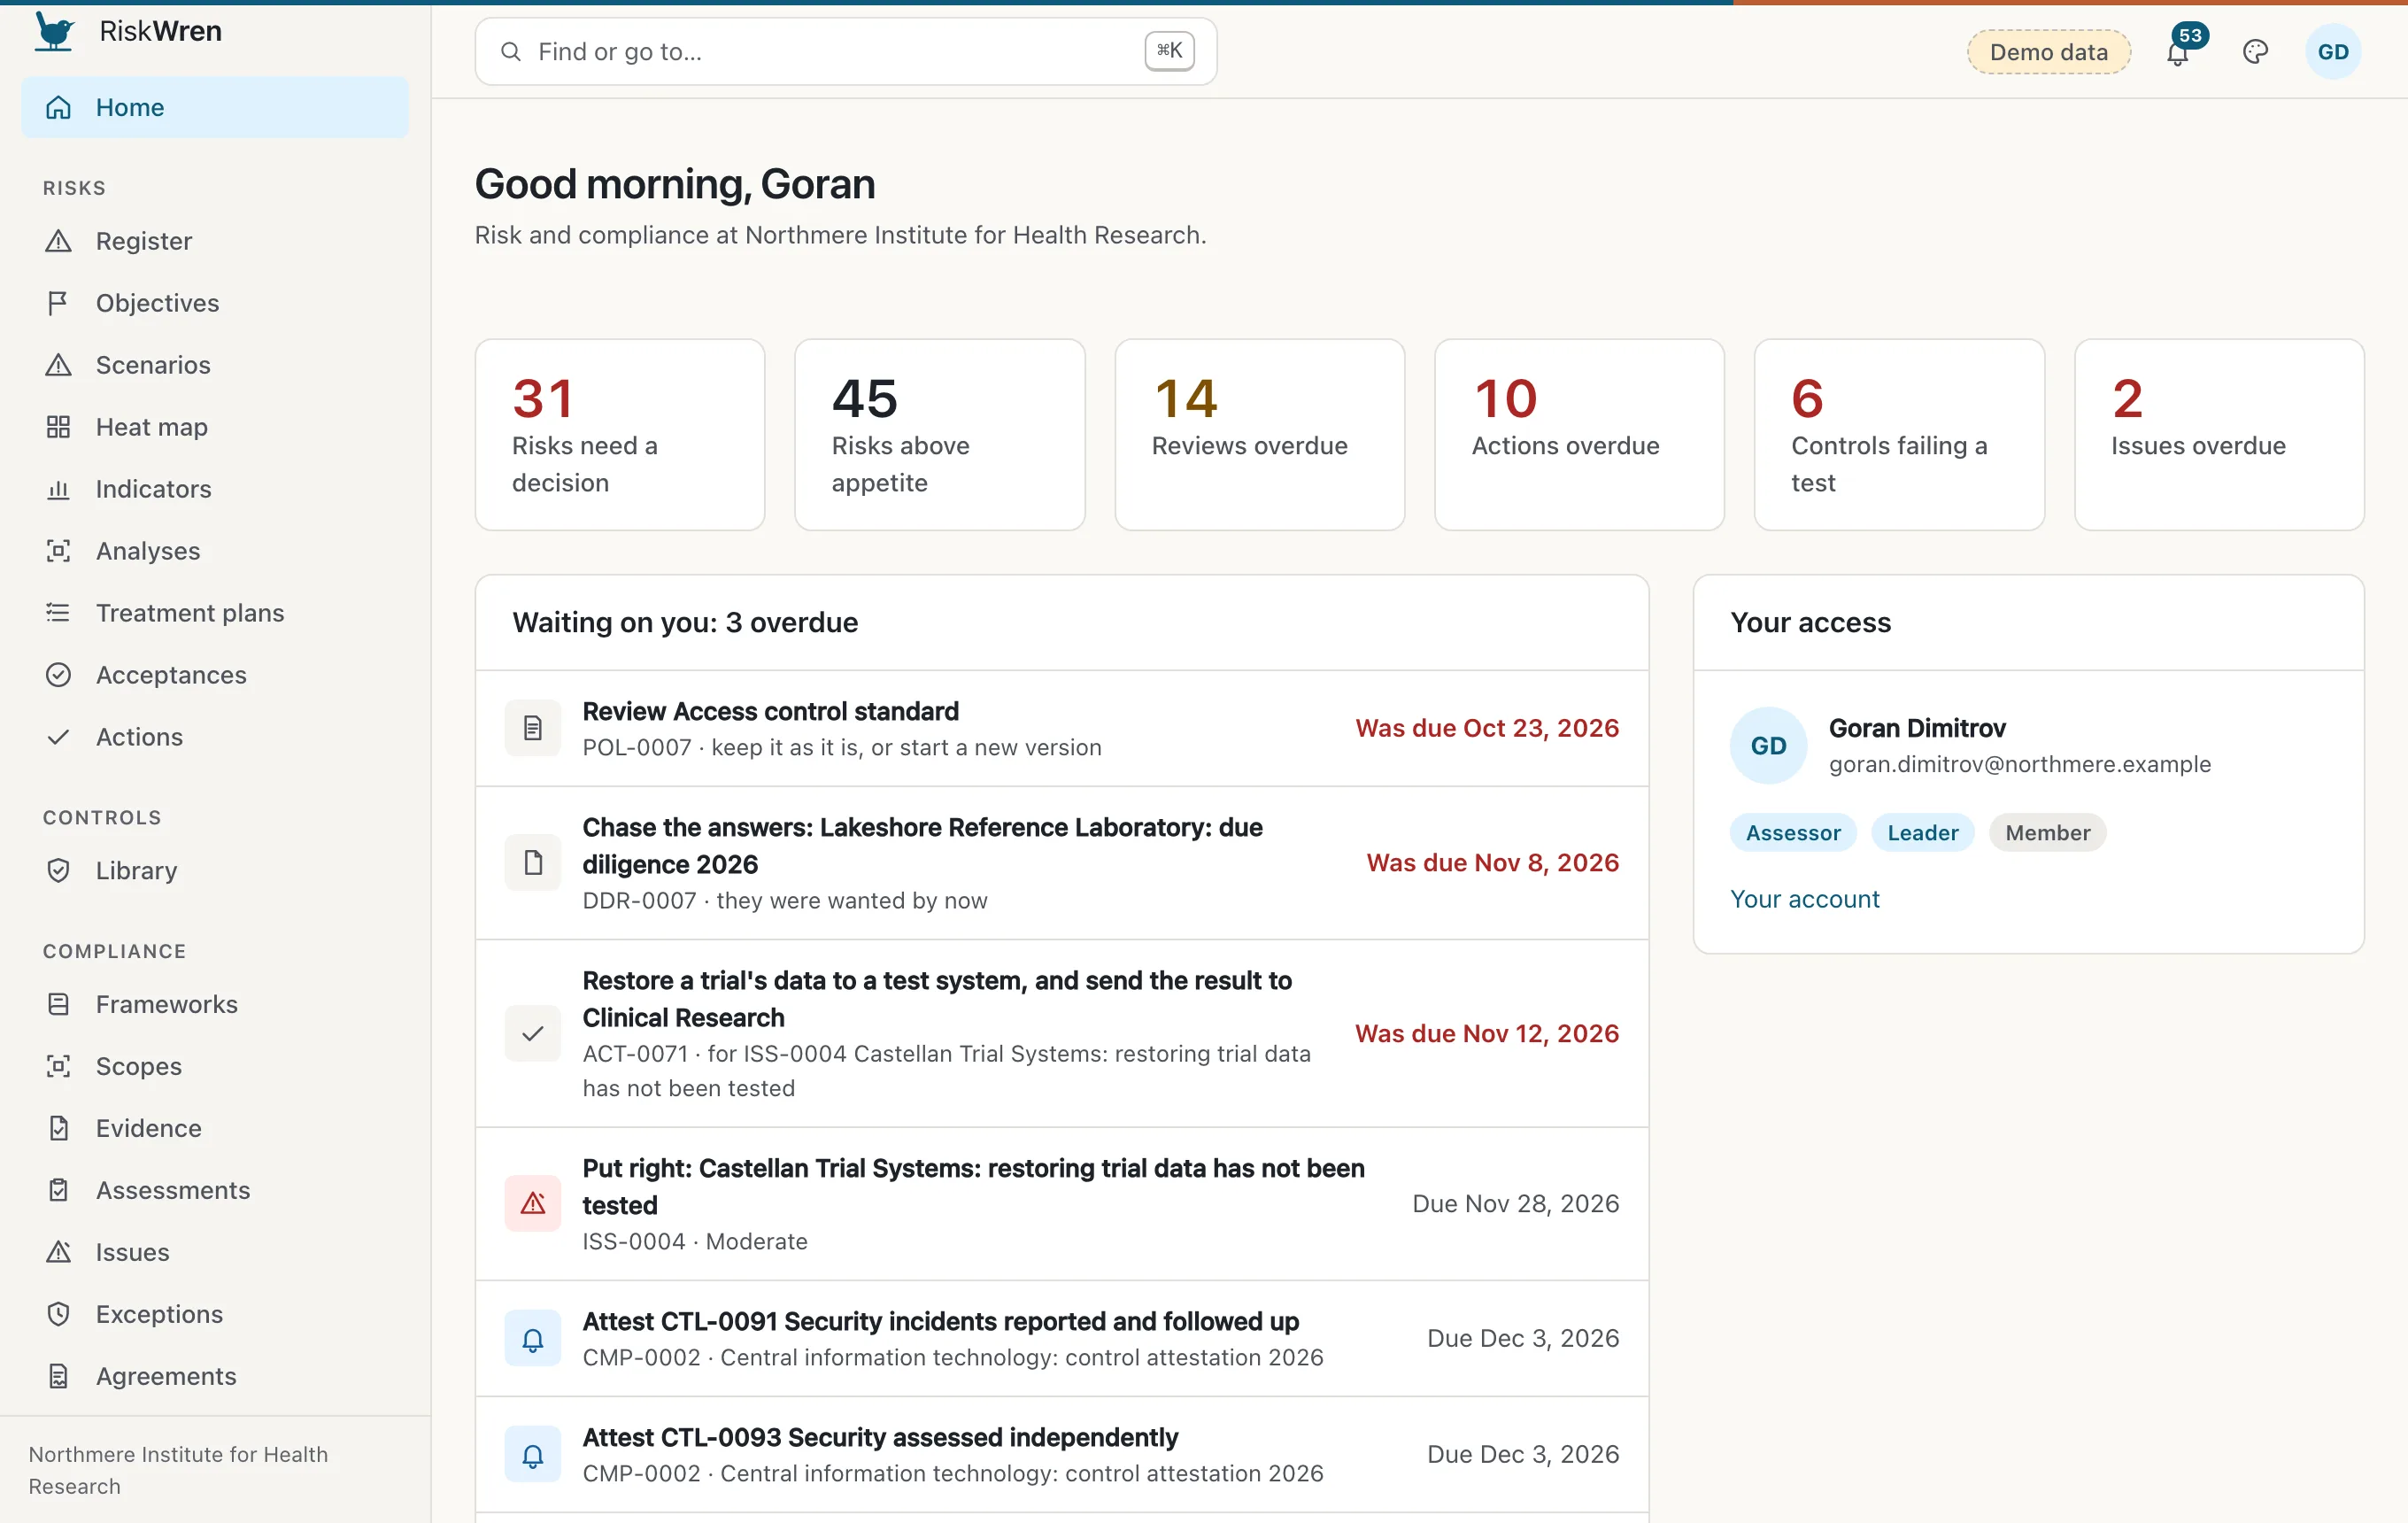 RiskWren
Find or go to...
⌘K
Demo data
53
GD
Home
RISKS
Register
Objectives
Scenarios
Heat map
Indicators
Analyses
Treatment plans
Acceptances
Actions
CONTROLS
Library
COMPLIANCE
Frameworks
Scopes
Evidence
Assessments
Issues
Exceptions
Agreements
Northmere Institute for Health
Research
Good morning, Goran
Risk and compliance at Northmere Institute for Health Research.
31
Risks need a
decision
45
Risks above
appetite
14
Reviews overdue
10
Actions overdue
6
Controls failing a
test
2
Issues overdue
Waiting on you: 3 overdue
Review Access control standard
POL-0007 · keep it as it is, or start a new version
Was due Oct 23, 2026
Chase the answers: Lakeshore Reference Laboratory: due
diligence 2026
DDR-0007 · they were wanted by now
Was due Nov 8, 2026
Restore a trial's data to a test system, and send the result to
Clinical Research
ACT-0071 · for ISS-0004 Castellan Trial Systems: restoring trial data
has not been tested
Was due Nov 12, 2026
Put right: Castellan Trial Systems: restoring trial data has not been
tested
ISS-0004 · Moderate
Due Nov 28, 2026
Attest CTL-0091 Security incidents reported and followed up
CMP-0002 · Central information technology: control attestation 2026
Due Dec 3, 2026
Attest CTL-0093 Security assessed independently
CMP-0002 · Central information technology: control attestation 2026
Due Dec 3, 2026
Your access
GD
Goran Dimitrov
goran.dimitrov@northmere.example
Assessor
Leader
Member
Your account